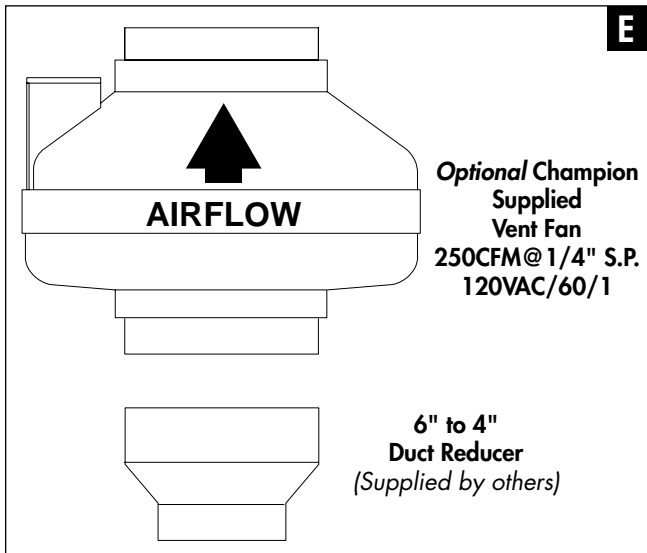 E
AIRFLOW
Optional Champion
Supplied
Vent Fan
250CFM@1/4" S.P.
120VAC/60/1
6" to 4"
Duct Reducer
(Supplied by others)